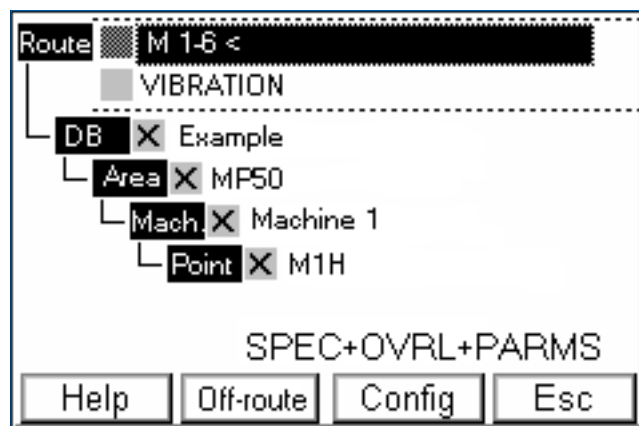 Route M 1-6 <
VIBRATION
DB X Example
Area X MP50
Mach. X Machine 1
Point X M1H
SPEC+OVRL+PARMS
Help Off-route Config Esc